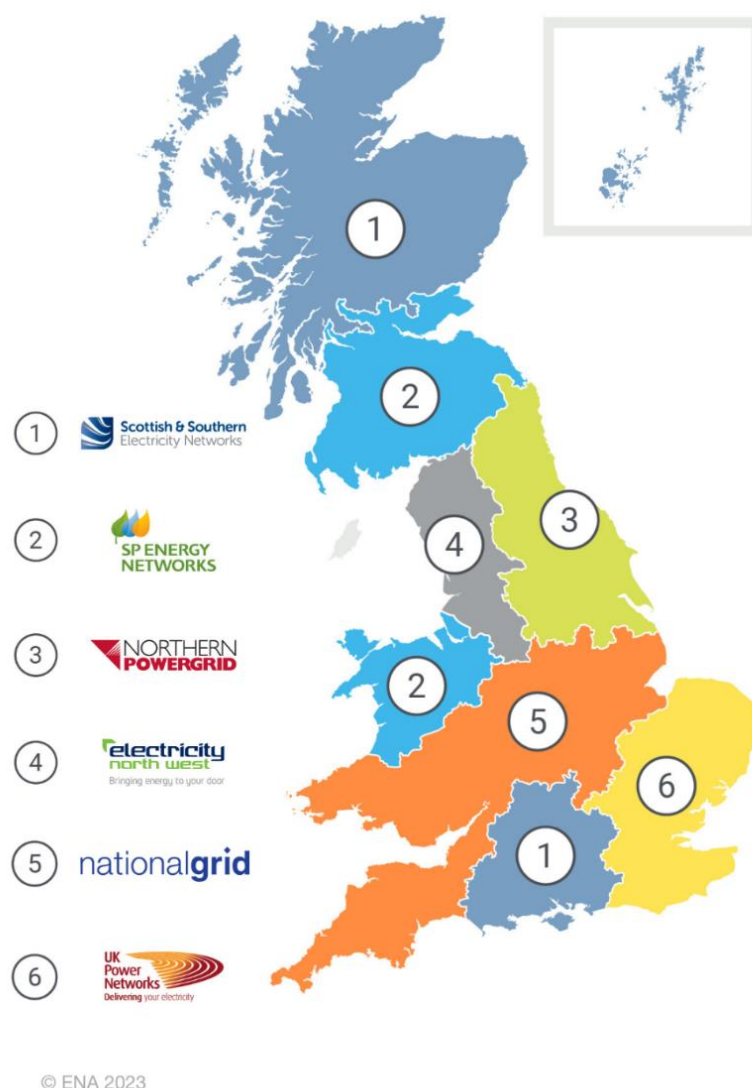 1
2
3
4
2
5
6
1
1 Scottish & Southern
Electricity Networks
2 SP ENERGY
NETWORKS
3 NORTHERN
POWERGRID
4 electricity
north west
Bringing energy to your door
5 nationalgrid
6 UK
Power
Networks
Delivering your electricity
© ENA 2023